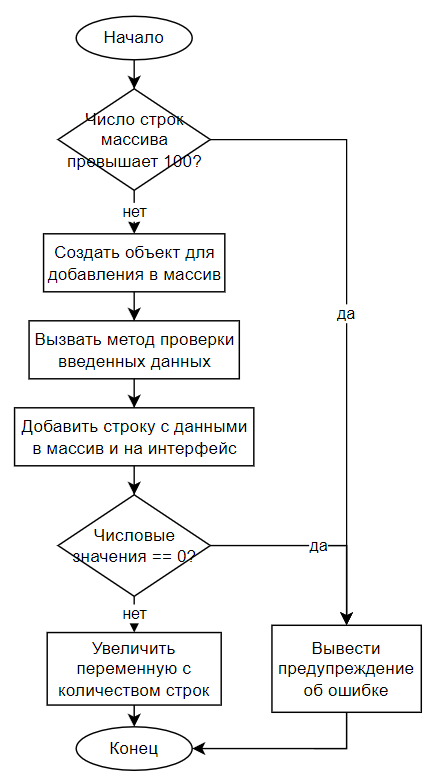 Начало
Число строк
массива
превышает 100?
нет
Создать объект для
добавления в массив
да
Вызвать метод проверки
введенных данных
Добавить строку с данными
в массив и на интерфейс
Числовые
значения == 0?
да
нет
Увеличить
переменную с
количеством строк
Вывести
предупреждение
об ошибке
Конец